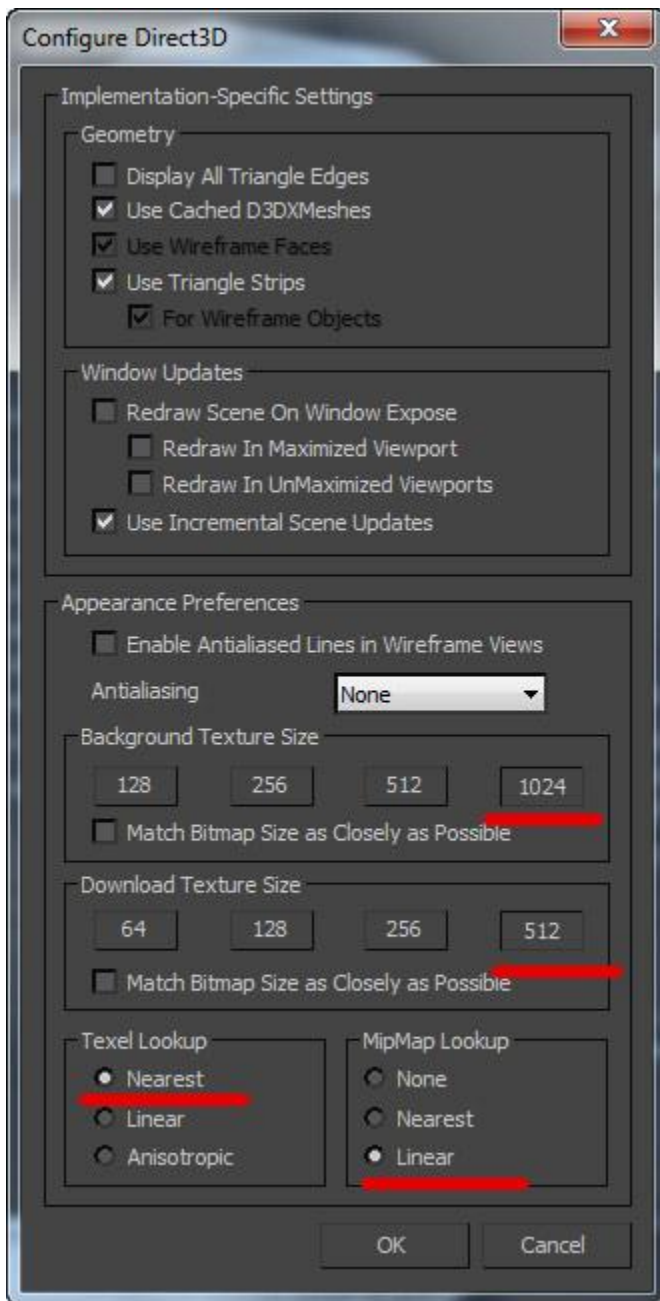 Configure Direct3D
Implementation-Specific Settings
Geometry
Display All Triangle Edges
Use Cached D3DXMeshes
Use Wireframe Faces
Use Triangle Strips
For Wireframe Objects
Window Updates
Redraw Scene On Window Expose
Redraw In Maximized Viewport
Redraw In UnMaximized Viewports
Use Incremental Scene Updates
Appearance Preferences
Enable Antialiased Lines in Wireframe Views
Antialiasing None
Background Texture Size
128 256 512 1024
Match Bitmap Size as Closely as Possible
Download Texture Size
64 128 256 512
Match Bitmap Size as Closely as Possible
Texel Lookup
Nearest
Linear
Anisotropic
MipMap Lookup
None
Nearest
Linear
OK Cancel